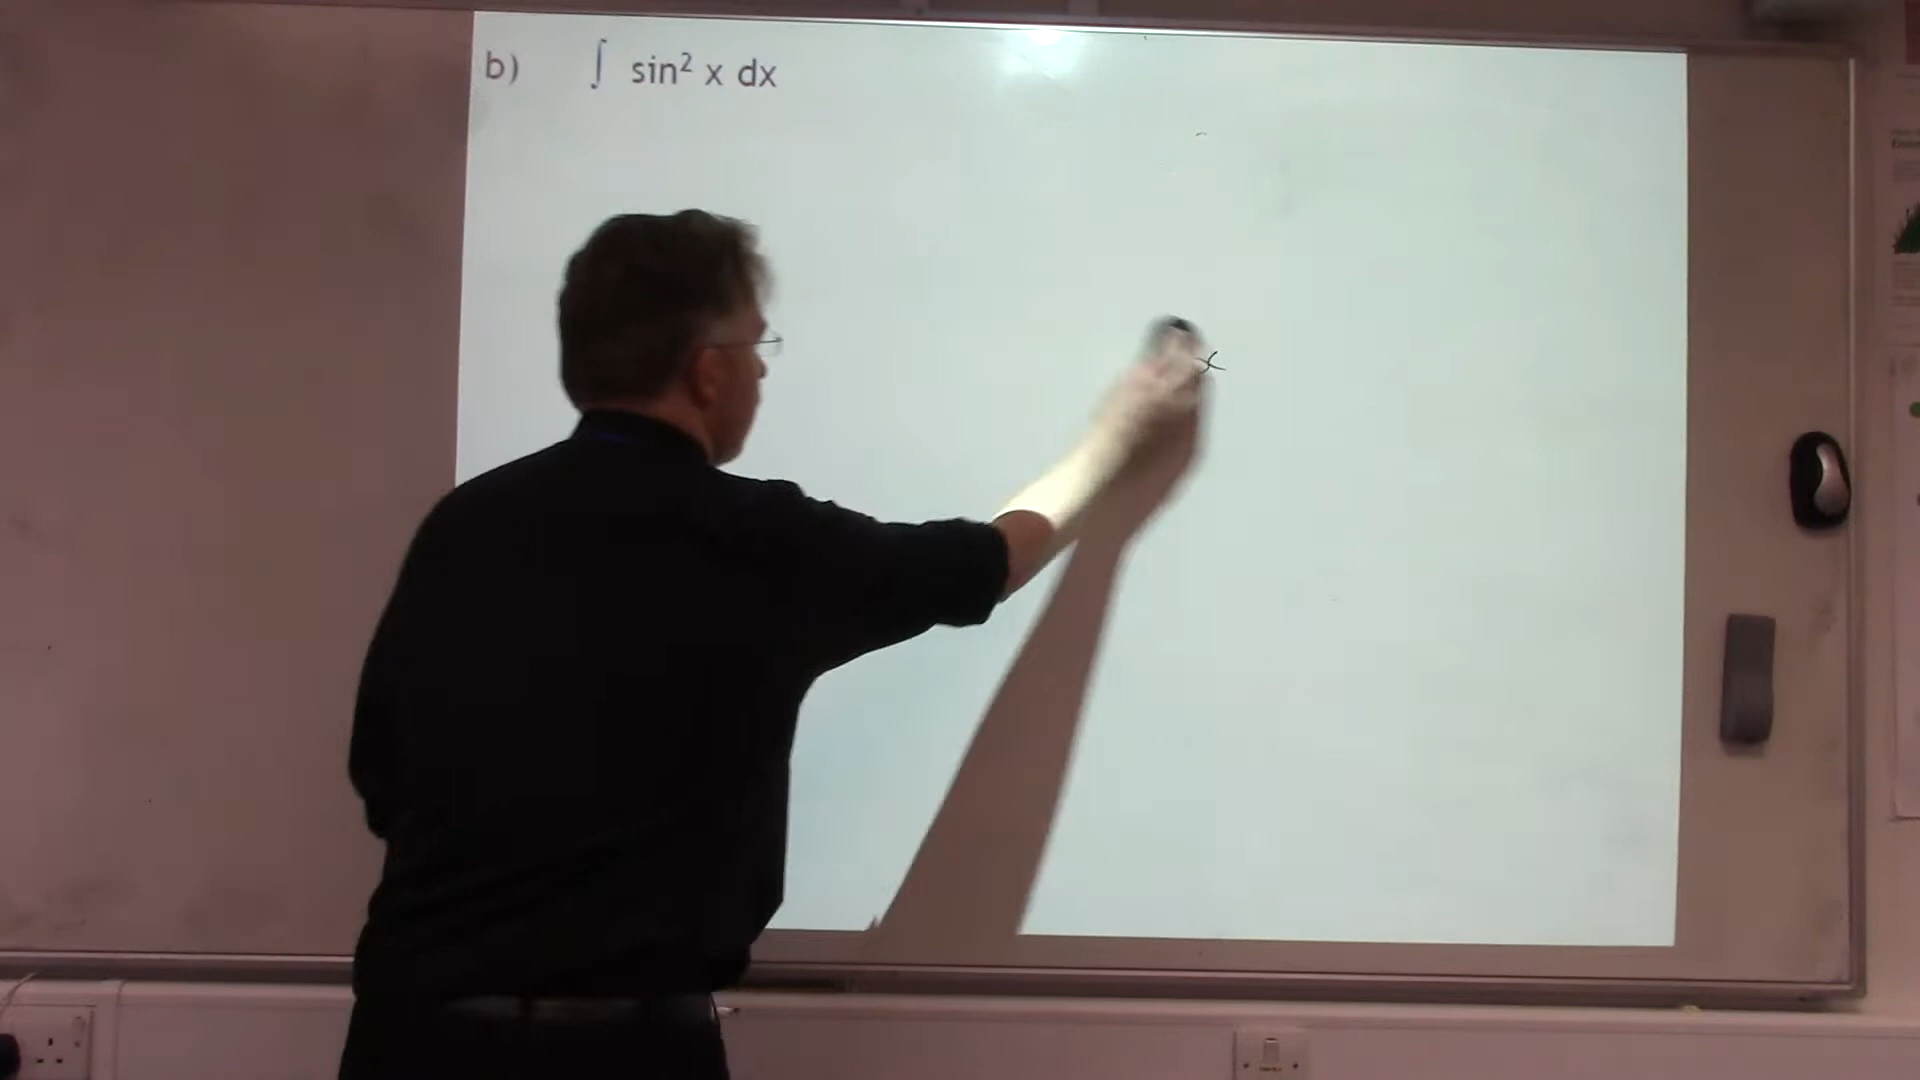 b) ∫ sin² x dx
x